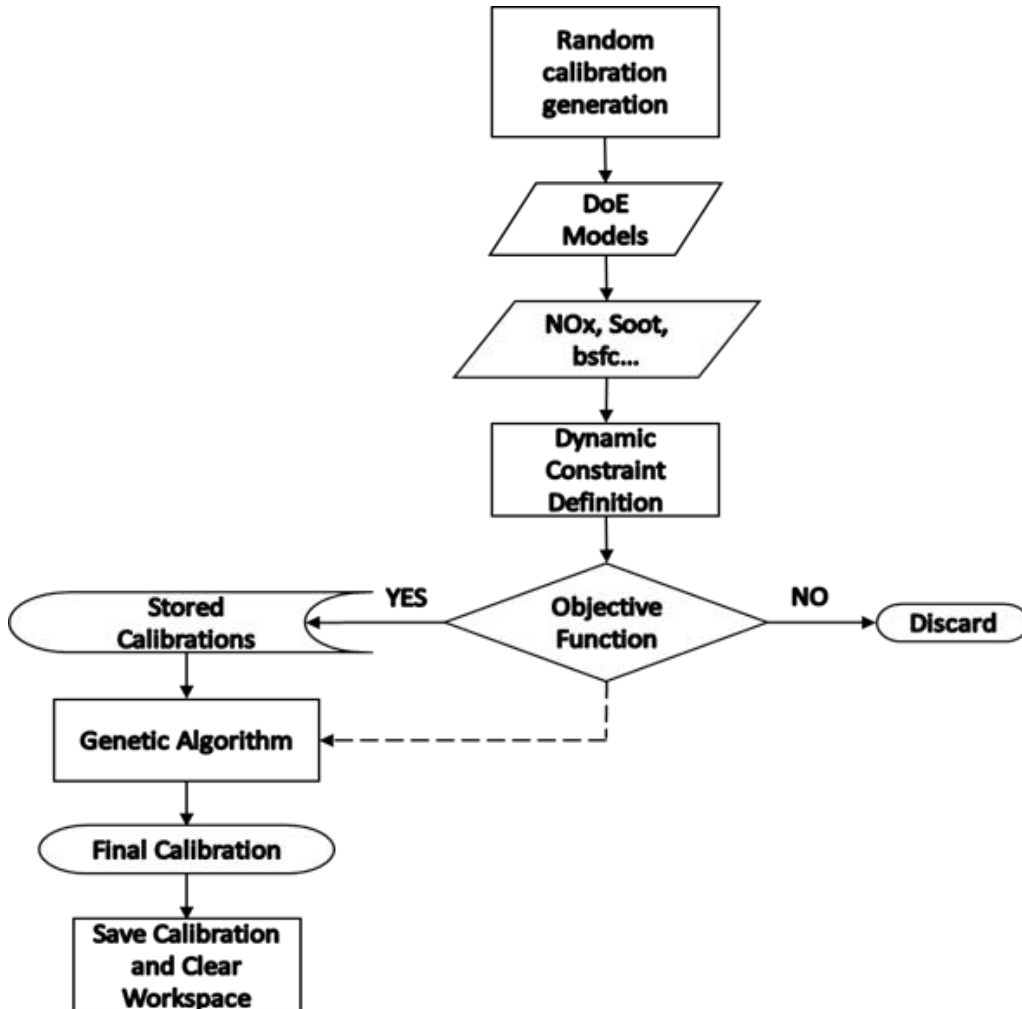 Random
calibration
generation
DoE
Models
NOx, Soot,
bsfc...
Dynamic
Constraint
Definition
Objective
Function
YES
NO
Stored
Calibrations
Discard
Genetic Algorithm
Final Calibration
Save Calibration
and Clear
Workspace